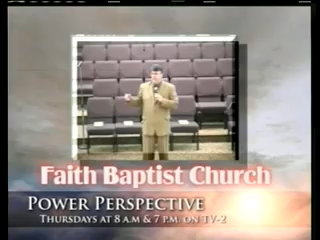 Faith Baptist Church
POWER PERSPECTIVE
THURSDAYS AT 8 A.M & 7 P.M. ON TV-2